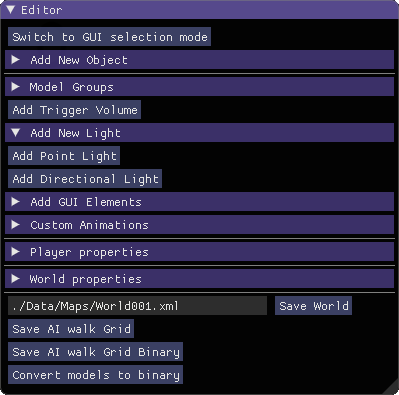 Editor
Switch to GUI selection mode
Add New Object
Model Groups
Add Trigger Volume
Add New Light
Add Point Light
Add Directional Light
Add GUI Elements
Custom Animations
Player properties
World properties
./Data/Maps/World001.xml Save World
Save AI walk Grid
Save AI walk Grid Binary
Convert models to binary